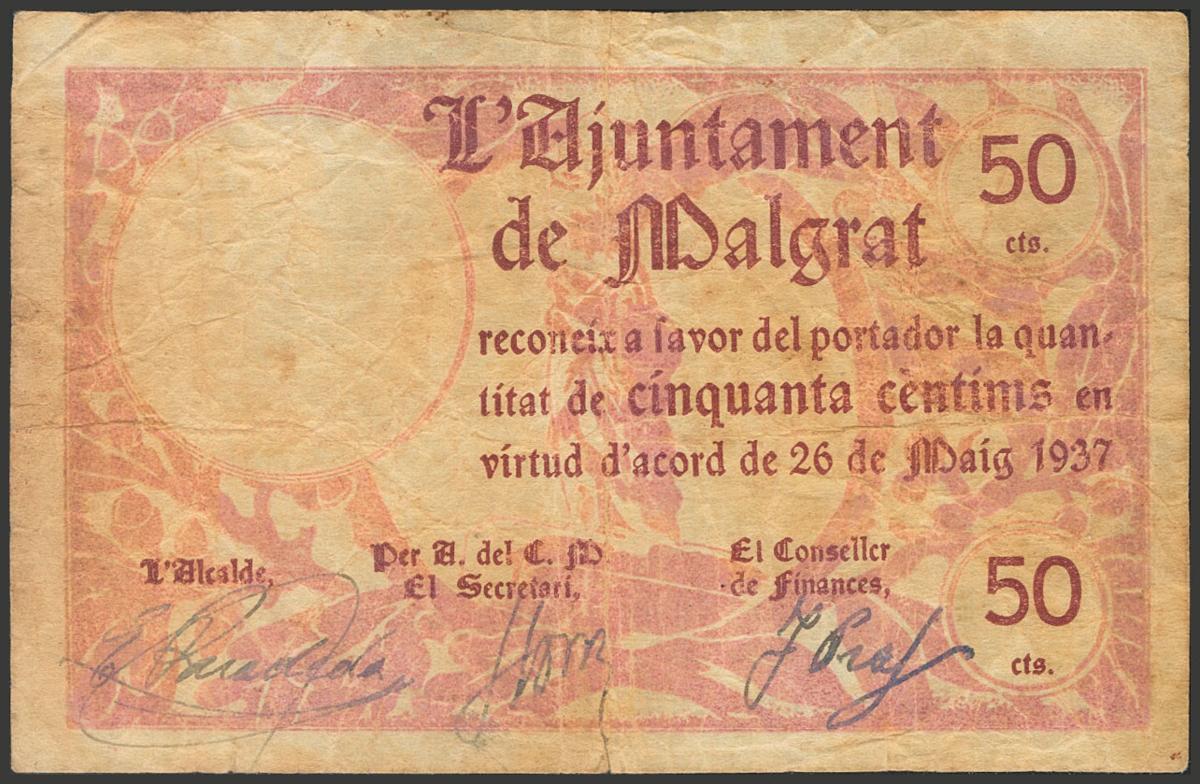 L'Ajuntament
de Malgrat
50
cts.
reconeix a favor del portador la quan-
titat de cinquanta cèntims en
virtud d'acord de 26 de Maig 1937
L'Alcalde,
Per A. del C. M.
El Secretari,
El Conseller
de Finances,
50
cts.